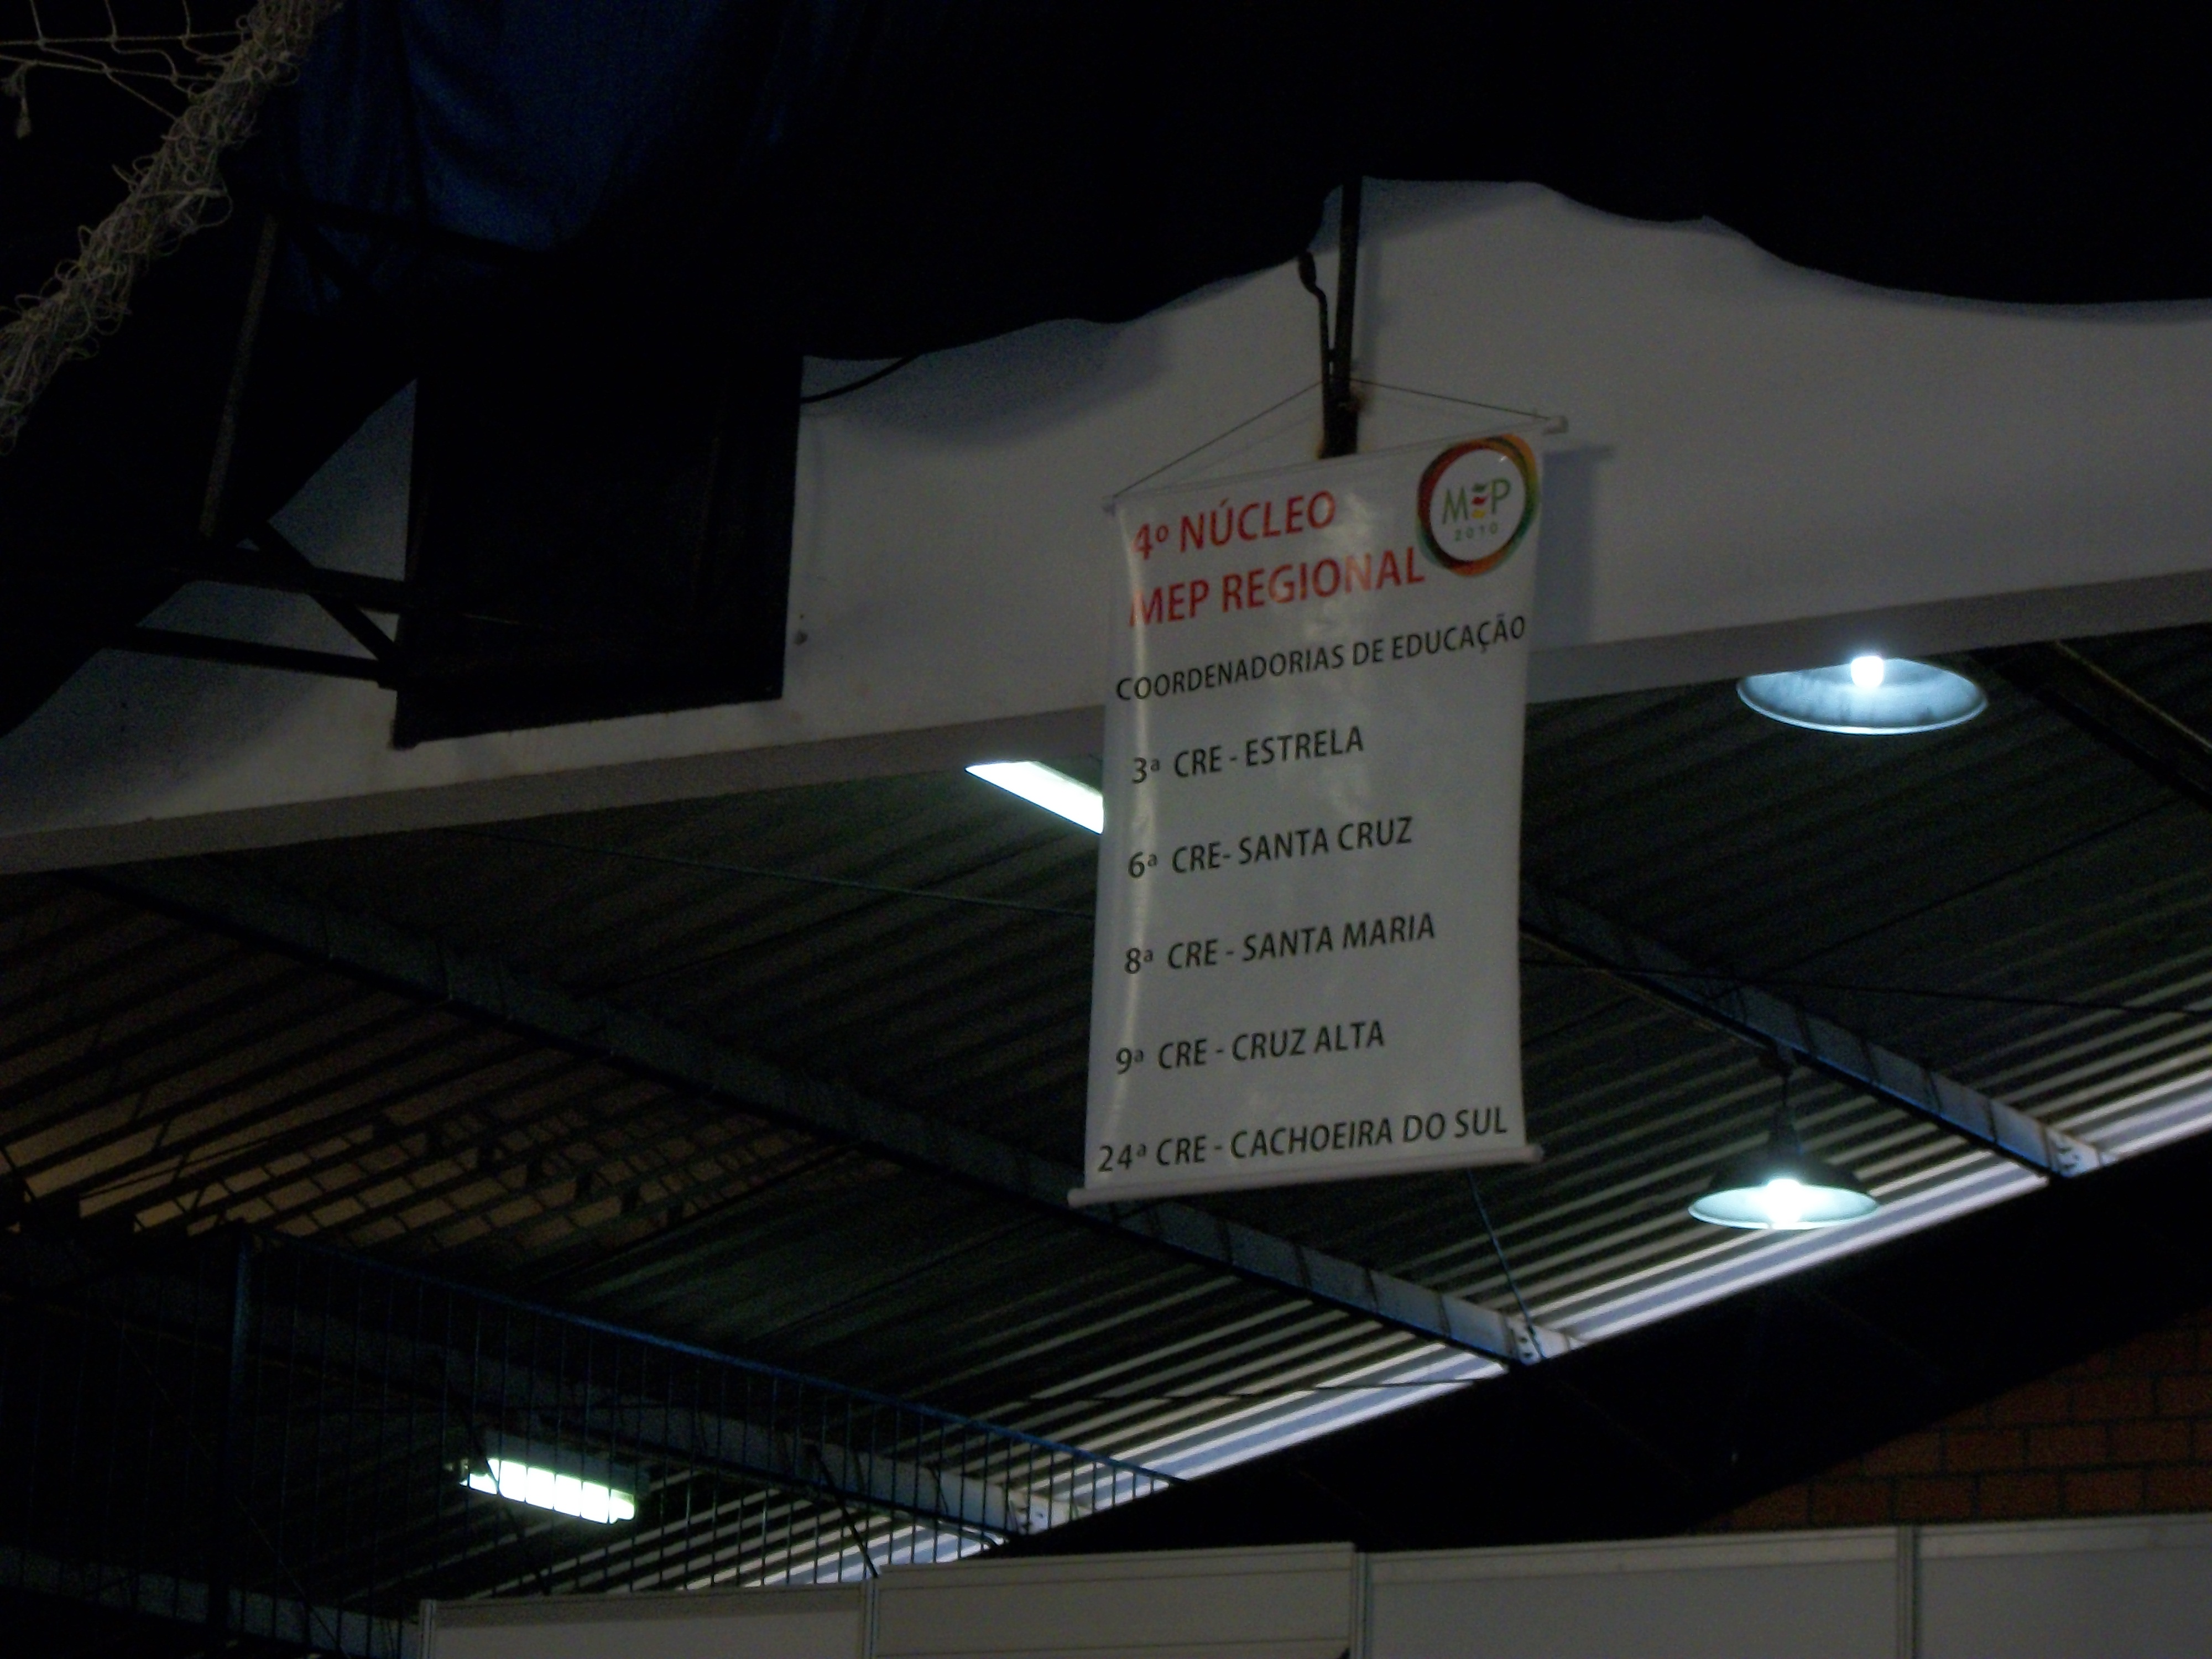 4º NÚCLEO
MEP REGIONAL
MEP
2010
COORDENADORIAS DE EDUCAÇÃO
3ª CRE - ESTRELA
6ª CRE- SANTA CRUZ
8ª CRE - SANTA MARIA
9ª CRE - CRUZ ALTA
24ª CRE - CACHOEIRA DO SUL